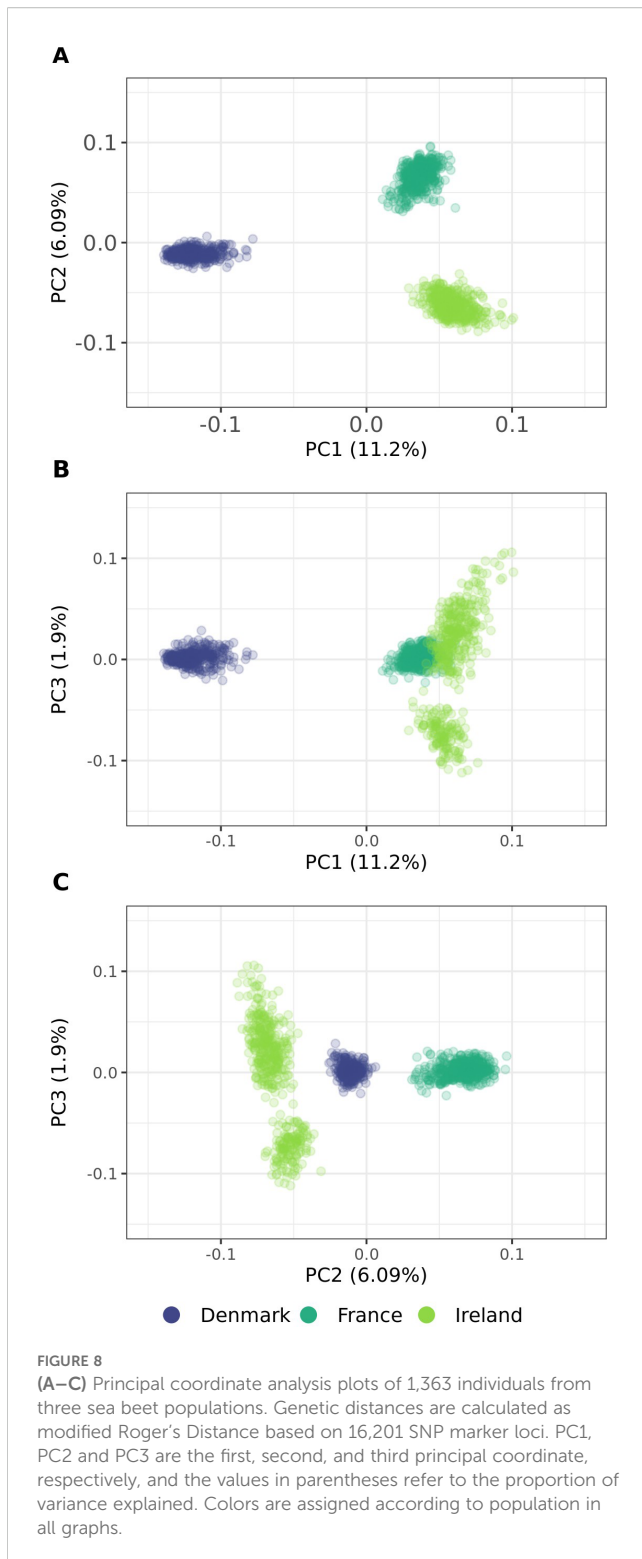 A
0.1
0.0
-0.1
PC2 (6.09%)
-0.1 0.0 0.1
PC1 (11.2%)
B
0.1
0.0
-0.1
PC3 (1.9%)
-0.1 0.0 0.1
PC1 (11.2%)
C
0.1
0.0
-0.1
PC3 (1.9%)
-0.1 0.0 0.1
PC2 (6.09%)
Denmark France Ireland
FIGURE 8
(A–C) Principal coordinate analysis plots of 1,363 individuals from
three sea beet populations. Genetic distances are calculated as
modified Roger’s Distance based on 16,201 SNP marker loci. PC1,
PC2 and PC3 are the first, second, and third principal coordinate,
respectively, and the values in parentheses refer to the proportion of
variance explained. Colors are assigned according to population in
all graphs.